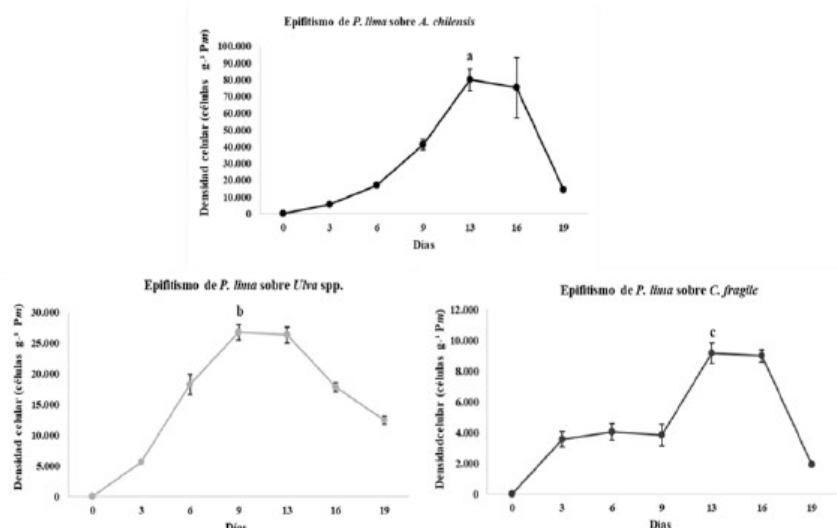 Epifitismo de P. lima sobre A. chilensis
Densidad celular (células g-¹ Pm)
100.000
90.000
80.000
70.000
60.000
50.000
40.000
30.000
20.000
10.000
0
a
0 3 6 9 13 16 19
Días
Epifitismo de P. lima sobre Ulva spp.
Densidad celular (células g-¹ Pm)
30.000
25.000
20.000
15.000
10.000
5.000
0
b
0 3 6 9 13 16 19
Días
Epifitismo de P. lima sobre C. fragile
Densidadcelular (células g-¹ Pm)
12.000
10.000
8.000
6.000
4.000
2.000
0
c
0 3 6 9 13 16 19
Días